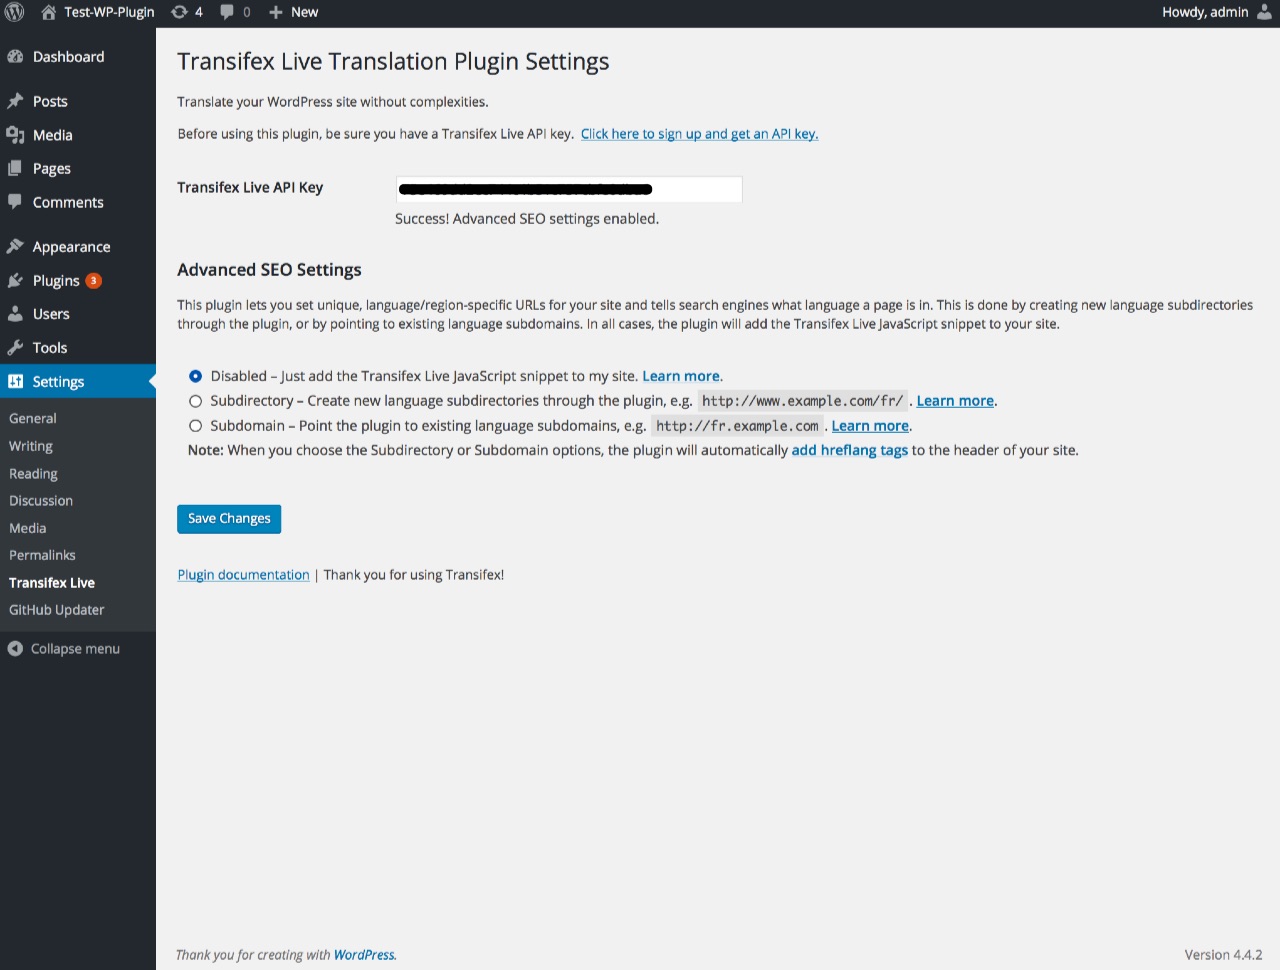 Test-WP-Plugin 4 0 New Howdy, admin
Dashboard
Posts
Media
Pages
Comments
Appearance
Plugins 3
Users
Tools
Settings
General
Writing
Reading
Discussion
Media
Permalinks
Transifex Live
GitHub Updater
Collapse menu
Transifex Live Translation Plugin Settings
Translate your WordPress site without complexities.
Before using this plugin, be sure you have a Transifex Live API key. Click here to sign up and get an API key.
Transifex Live API Key
Success! Advanced SEO settings enabled.
Advanced SEO Settings
This plugin lets you set unique, language/region-specific URLs for your site and tells search engines what language a page is in. This is done by creating new language subdirectories
through the plugin, or by pointing to existing language subdomains. In all cases, the plugin will add the Transifex Live JavaScript snippet to your site.
Disabled – Just add the Transifex Live JavaScript snippet to my site. Learn more.
Subdirectory – Create new language subdirectories through the plugin, e.g. http://www.example.com/fr/ . Learn more.
Subdomain – Point the plugin to existing language subdomains, e.g. http://fr.example.com . Learn more.
Note: When you choose the Subdirectory or Subdomain options, the plugin will automatically add hreflang tags to the header of your site.
Save Changes
Plugin documentation | Thank you for using Transifex!
Thank you for creating with WordPress.
Version 4.4.2